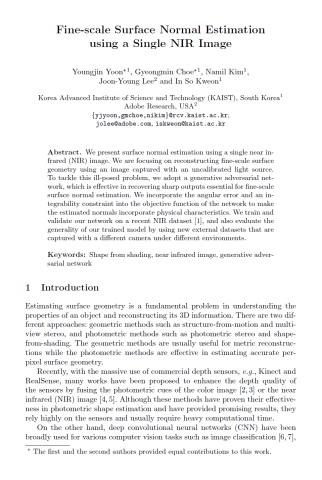 Fine-scale Surface Normal Estimation
using a Single NIR Image
Youngjin Yoon*1, Gyeongmin Choe*1, Namil Kim1,
Joon-Young Lee2 and In So Kweon1
Korea Advanced Institute of Science and Technology (KAIST), South Korea1
Adobe Research, USA2
{yjyoon,gmchoe,nikim}@rcv.kaist.ac.kr,
jolee@adobe.com, iskweon@kaist.ac.kr
Abstract. We present surface normal estimation using a single near in-
frared (NIR) image. We are focusing on reconstructing fine-scale surface
geometry using an image captured with an uncalibrated light source.
To tackle this ill-posed problem, we adopt a generative adversarial net-
work, which is effective in recovering sharp outputs essential for fine-scale
surface normal estimation. We incorporate the angular error and an in-
tegrability constraint into the objective function of the network to make
the estimated normals incorporate physical characteristics. We train and
validate our network on a recent NIR dataset [1], and also evaluate the
generality of our trained model by using new external datasets that are
captured with a different camera under different environments.
Keywords: Shape from shading, near infrared image, generative adver-
sarial network
1 Introduction
Estimating surface geometry is a fundamental problem in understanding the
properties of an object and reconstructing its 3D information. There are two dif-
ferent approaches: geometric methods such as structure-from-motion and multi-
view stereo, and photometric methods such as photometric stereo and shape-
from-shading. The geometric methods are usually useful for metric reconstruc-
tions while the photometric methods are effective in estimating accurate per-
pixel surface geometry.
Recently, with the massive use of commercial depth sensors, e.g., Kinect and
RealSense, many works have been proposed to enhance the depth quality of
the sensors by fusing the photometric cues of the color image [2,3] or the near
infrared (NIR) image [4,5]. Although these methods have proven their effective-
ness in photometric shape estimation and have provided promising results, they
rely highly on the sensors and usually require heavy computational time.
On the other hand, deep convolutional neural networks (CNN) have been
broadly used for various computer vision tasks such as image classification [6,7],
* The first and the second authors provided equal contributions to this work.